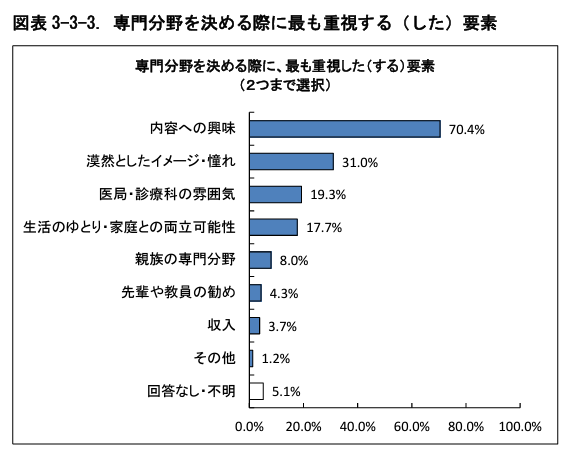 図表3-3-3. 専門分野を決める際に最も重視する（した）要素
専門分野を決める際に、最も重視した（する）要素
（２つまで選択）
内容への興味 70.4%
漠然としたイメージ・憧れ 31.0%
医局・診療科の雰囲気 19.3%
生活のゆとり・家庭との両立可能性 17.7%
親族の専門分野 8.0%
先輩や教員の勧め 4.3%
収入 3.7%
その他 1.2%
回答なし・不明 5.1%
0.0% 20.0% 40.0% 60.0% 80.0% 100.0%